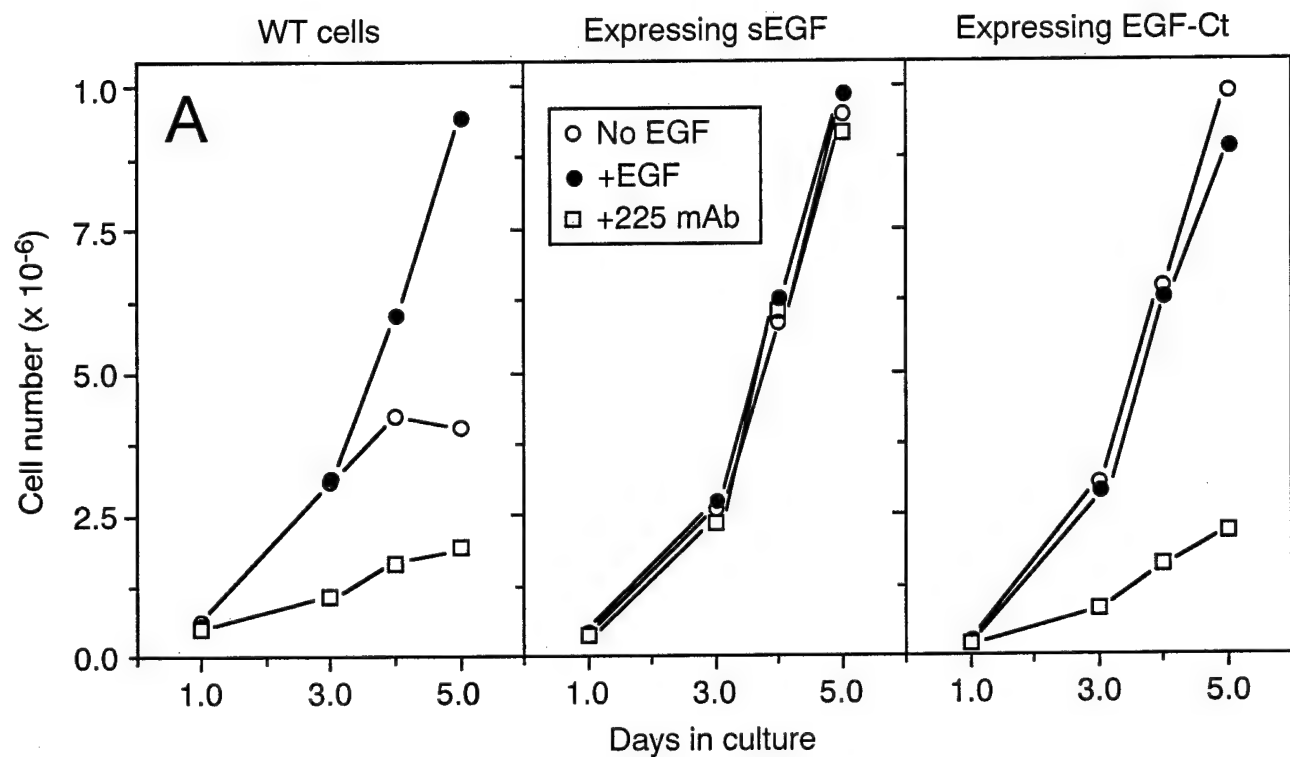 WT cells
Expressing sEGF
Expressing EGF-Ct
A
No EGF
+EGF
+225 mAb
Cell number (x 10-6)
1.0
7.5
5.0
2.5
0.0
1.0 3.0 5.0
1.0 3.0 5.0
1.0 3.0 5.0
Days in culture